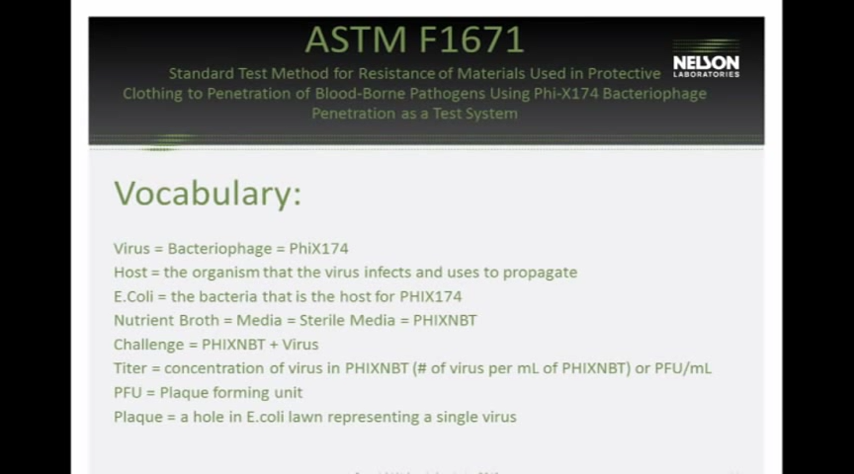 ASTM F1671
Standard Test Method for Resistance of Materials Used in Protective
Clothing to Penetration of Blood-Borne Pathogens Using Phi-X174 Bacteriophage
Penetration as a Test System
NELSON
LABORATORIES
Vocabulary:
Virus = Bacteriophage = PhiX174
Host = the organism that the virus infects and uses to propagate
E.Coli = the bacteria that is the host for PHIX174
Nutrient Broth = Media = Sterile Media = PHIXNBT
Challenge = PHIXNBT + Virus
Titer = concentration of virus in PHIXNBT (# of virus per mL of PHIXNBT) or PFU/mL
PFU = Plaque forming unit
Plaque = a hole in E.coli lawn representing a single virus